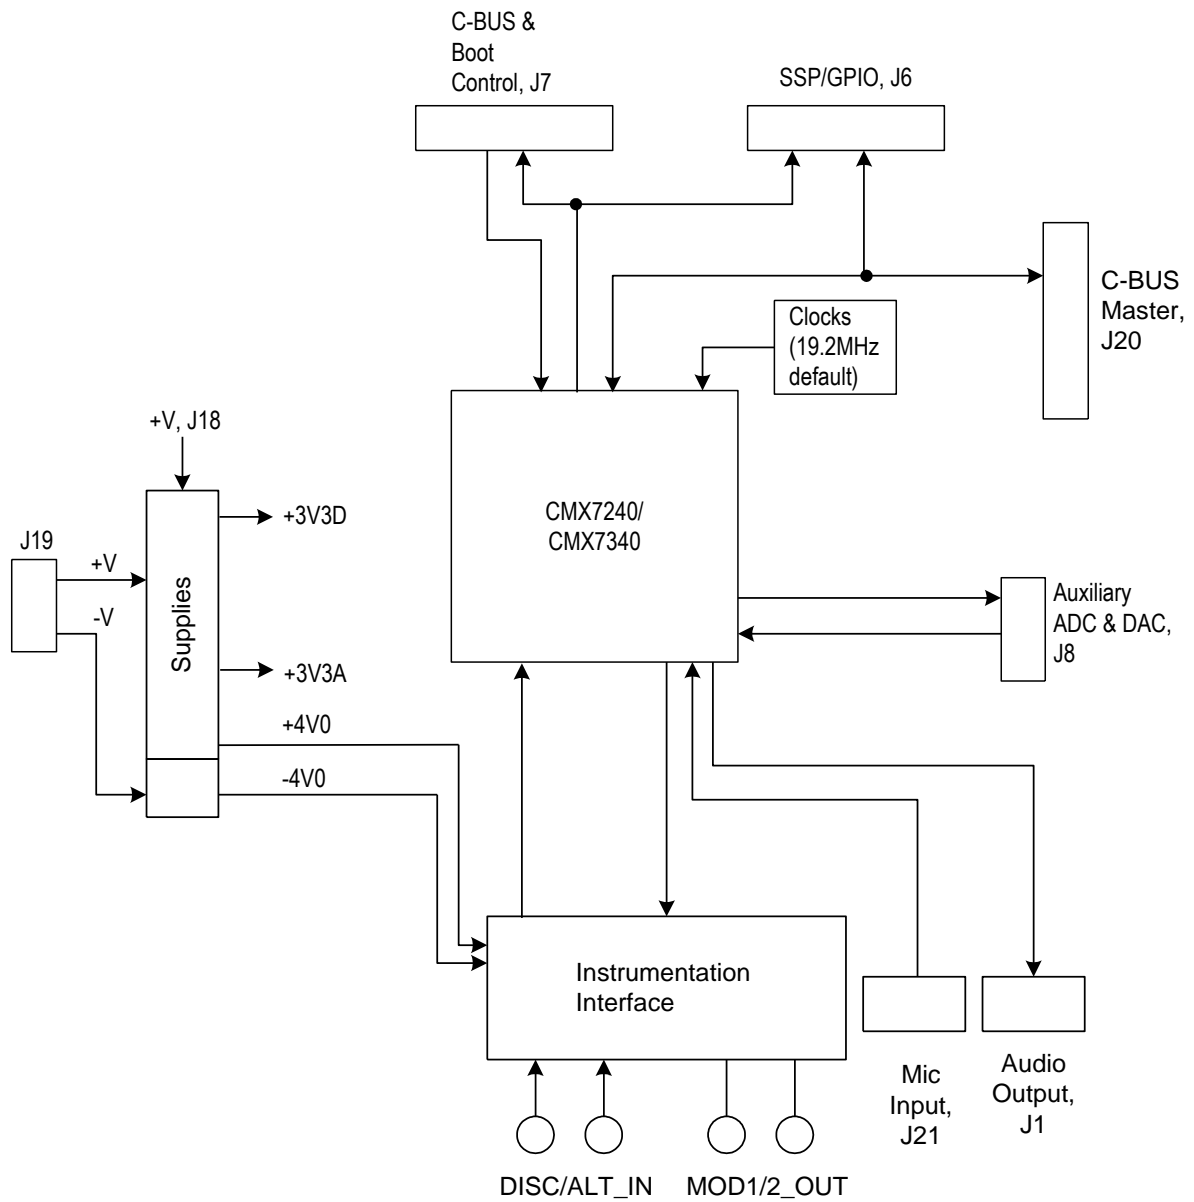 C-BUS &
Boot
Control, J7
SSP/GPIO, J6
C-BUS
Master,
J20
Clocks
(19.2MHz
default)
+V, J18
CMX7240/
CMX7340
+3V3D
J19
+V
-V
Supplies
Auxiliary
ADC & DAC,
J8
+3V3A
+4V0
-4V0
Instrumentation
Interface
Mic
Input,
J21
Audio
Output,
J1
DISC/ALT_IN
MOD1/2_OUT